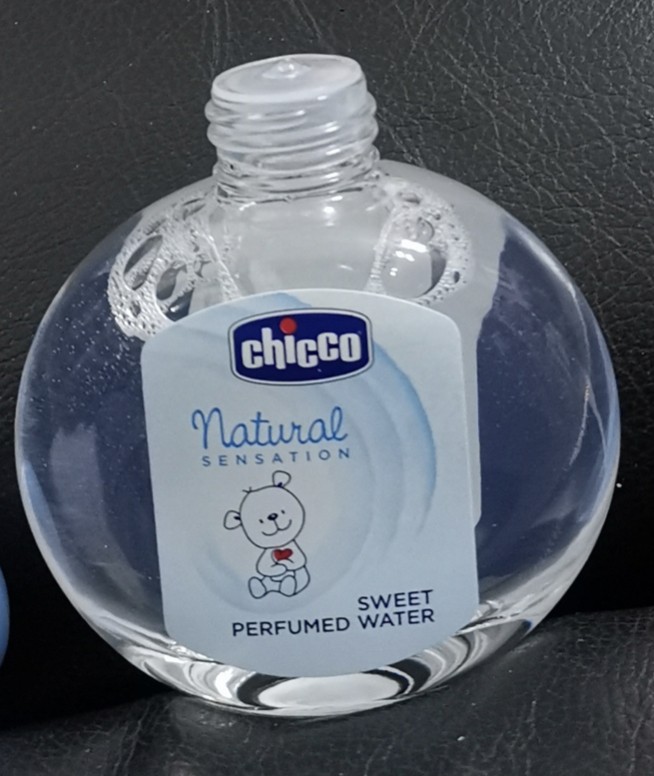 chicco
Natural
SENSATION
SWEET
PERFUMED WATER